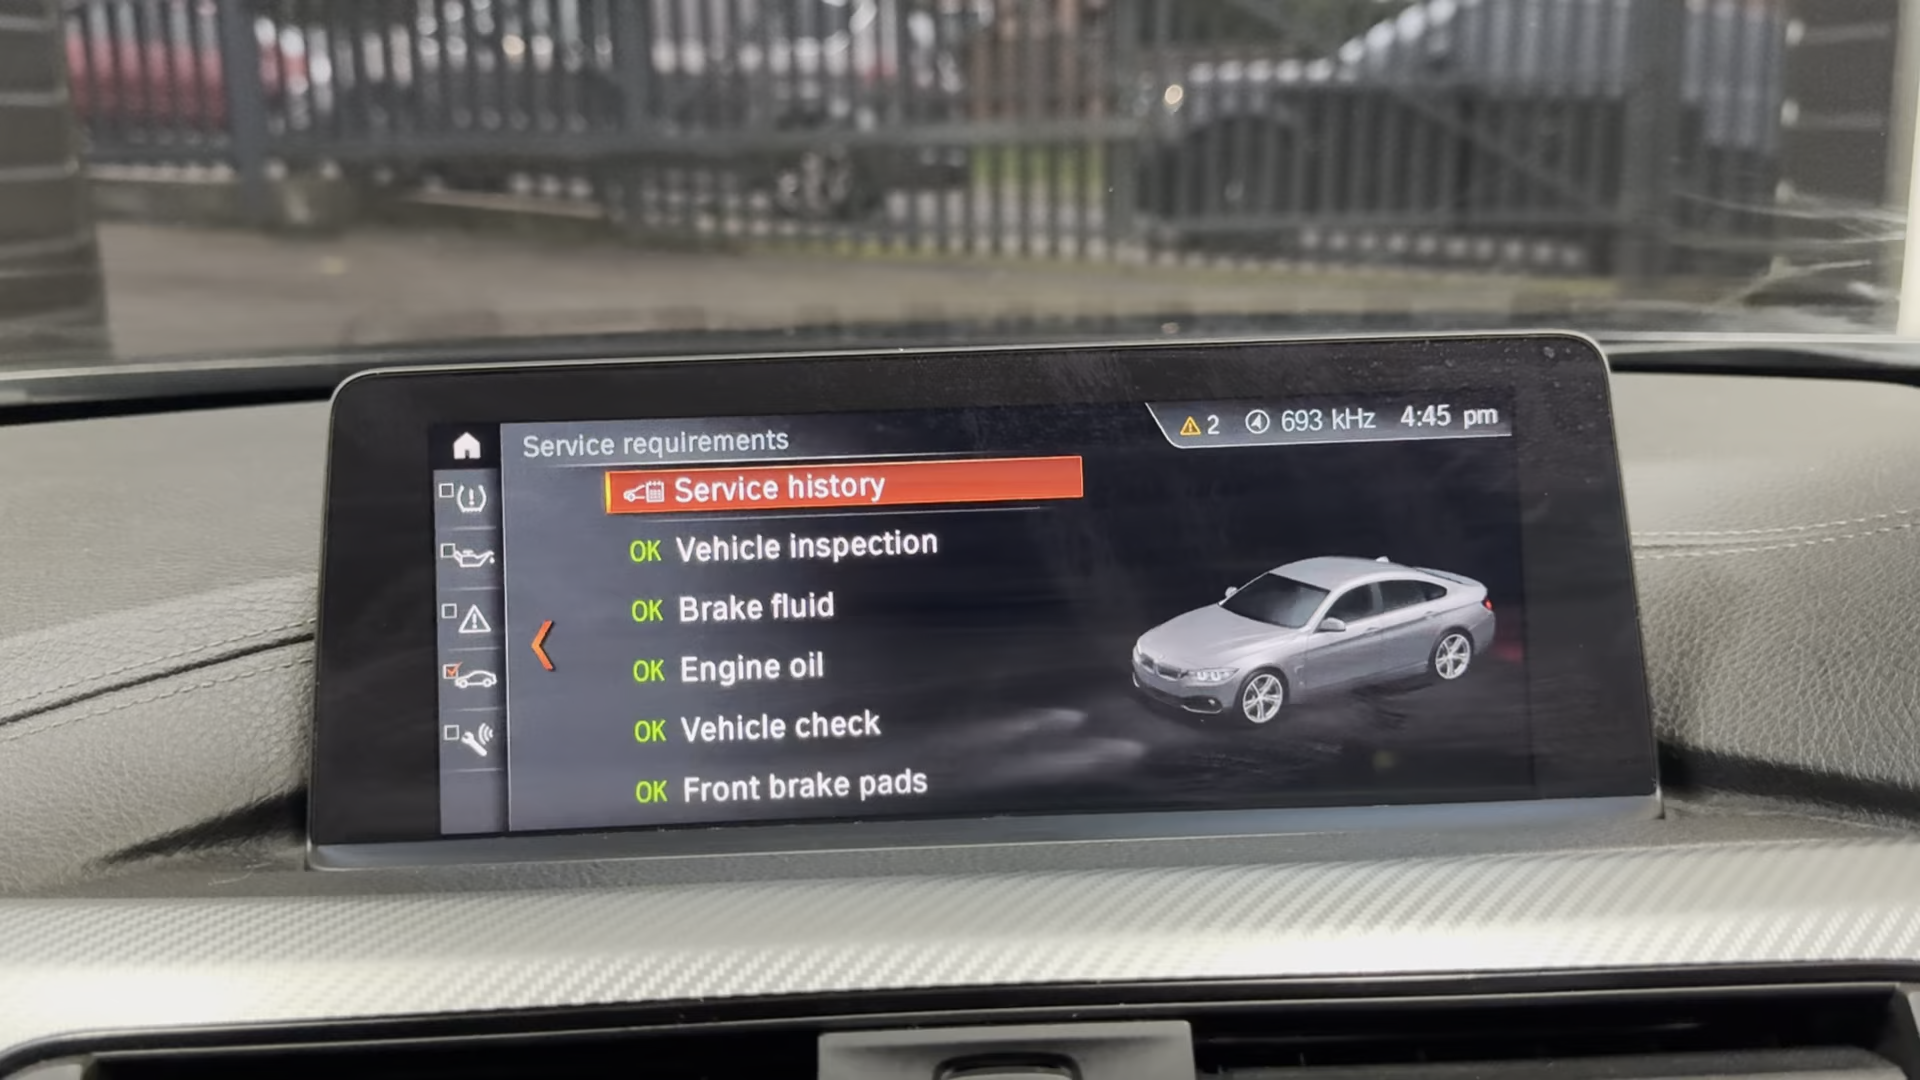 Service requirements
2 693 kHz 4:45 pm
Service history
OK Vehicle inspection
OK Brake fluid
OK Engine oil
OK Vehicle check
OK Front brake pads